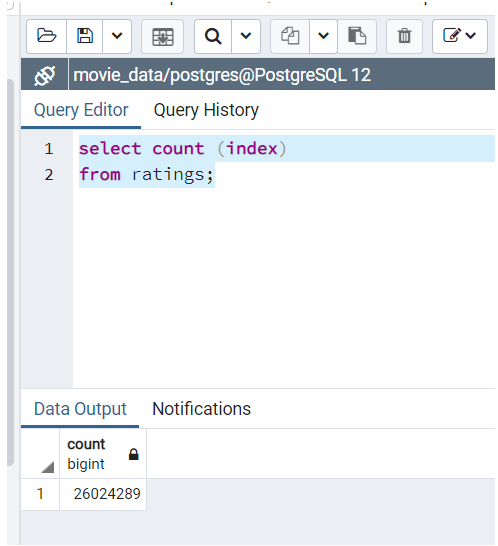 movie_data/postgres@PostgreSQL 12
Query Editor Query History
1 select count (index)
2 from ratings;
Data Output Notifications
count
bigint
1 26024289